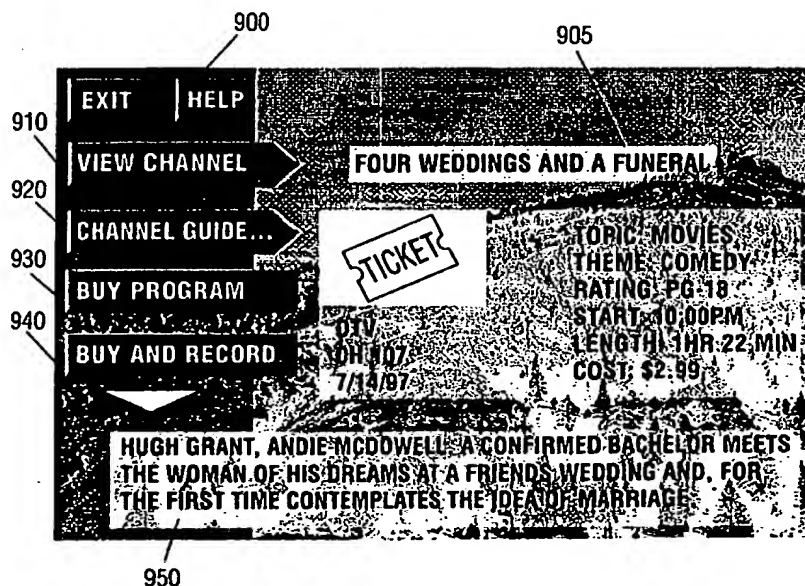 900
905
EXIT HELP
910
VIEW CHANNEL
FOUR WEDDINGS AND A FUNERAL
920
CHANNEL GUIDE...
TICKET
TOPIC: MOVIES
THEME: COMEDY
RATING: PG-18
930
BUY PROGRAM
START: 10:00PM
940
BUY AND RECORD
DTV
LENGTH: 1HR 22 MIN
CH 107
COST: $2.99
7/14/97
HUGH GRANT, ANDIE MCDOWELL. A CONFIRMED BACHELOR MEETS
THE WOMAN OF HIS DREAMS AT A FRIENDS WEDDING AND, FOR
THE FIRST TIME CONTEMPLATES THE IDEA OF MARRIAGE
950